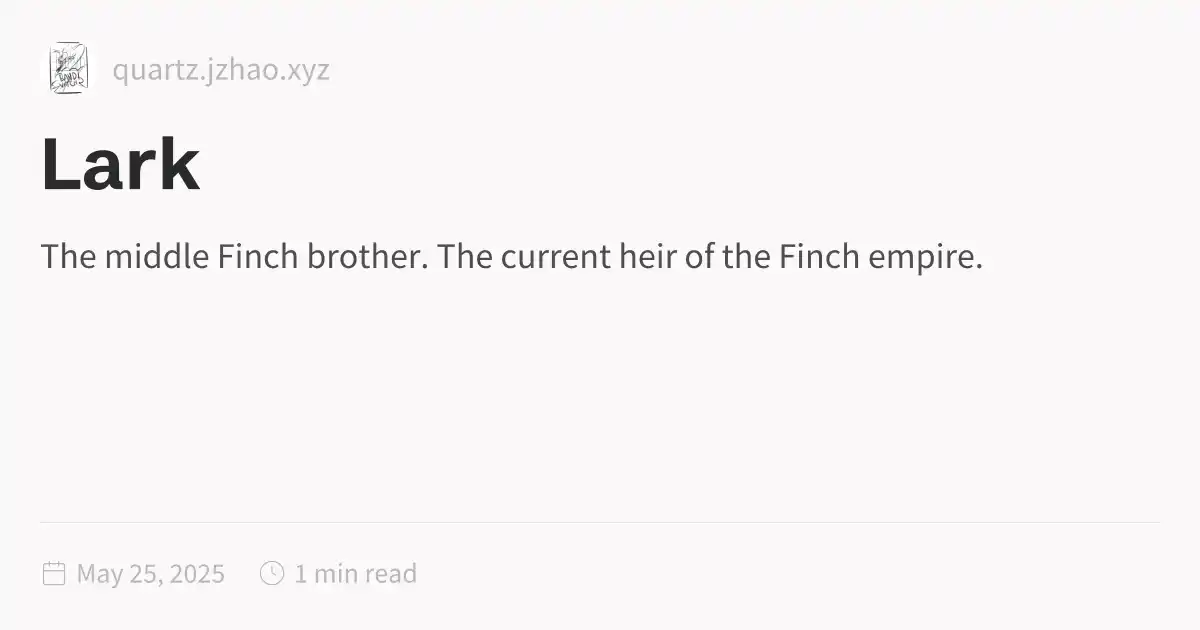 quartz.jzhao.xyz
Lark
The middle Finch brother. The current heir of the Finch empire.
May 25, 2025
1 min read